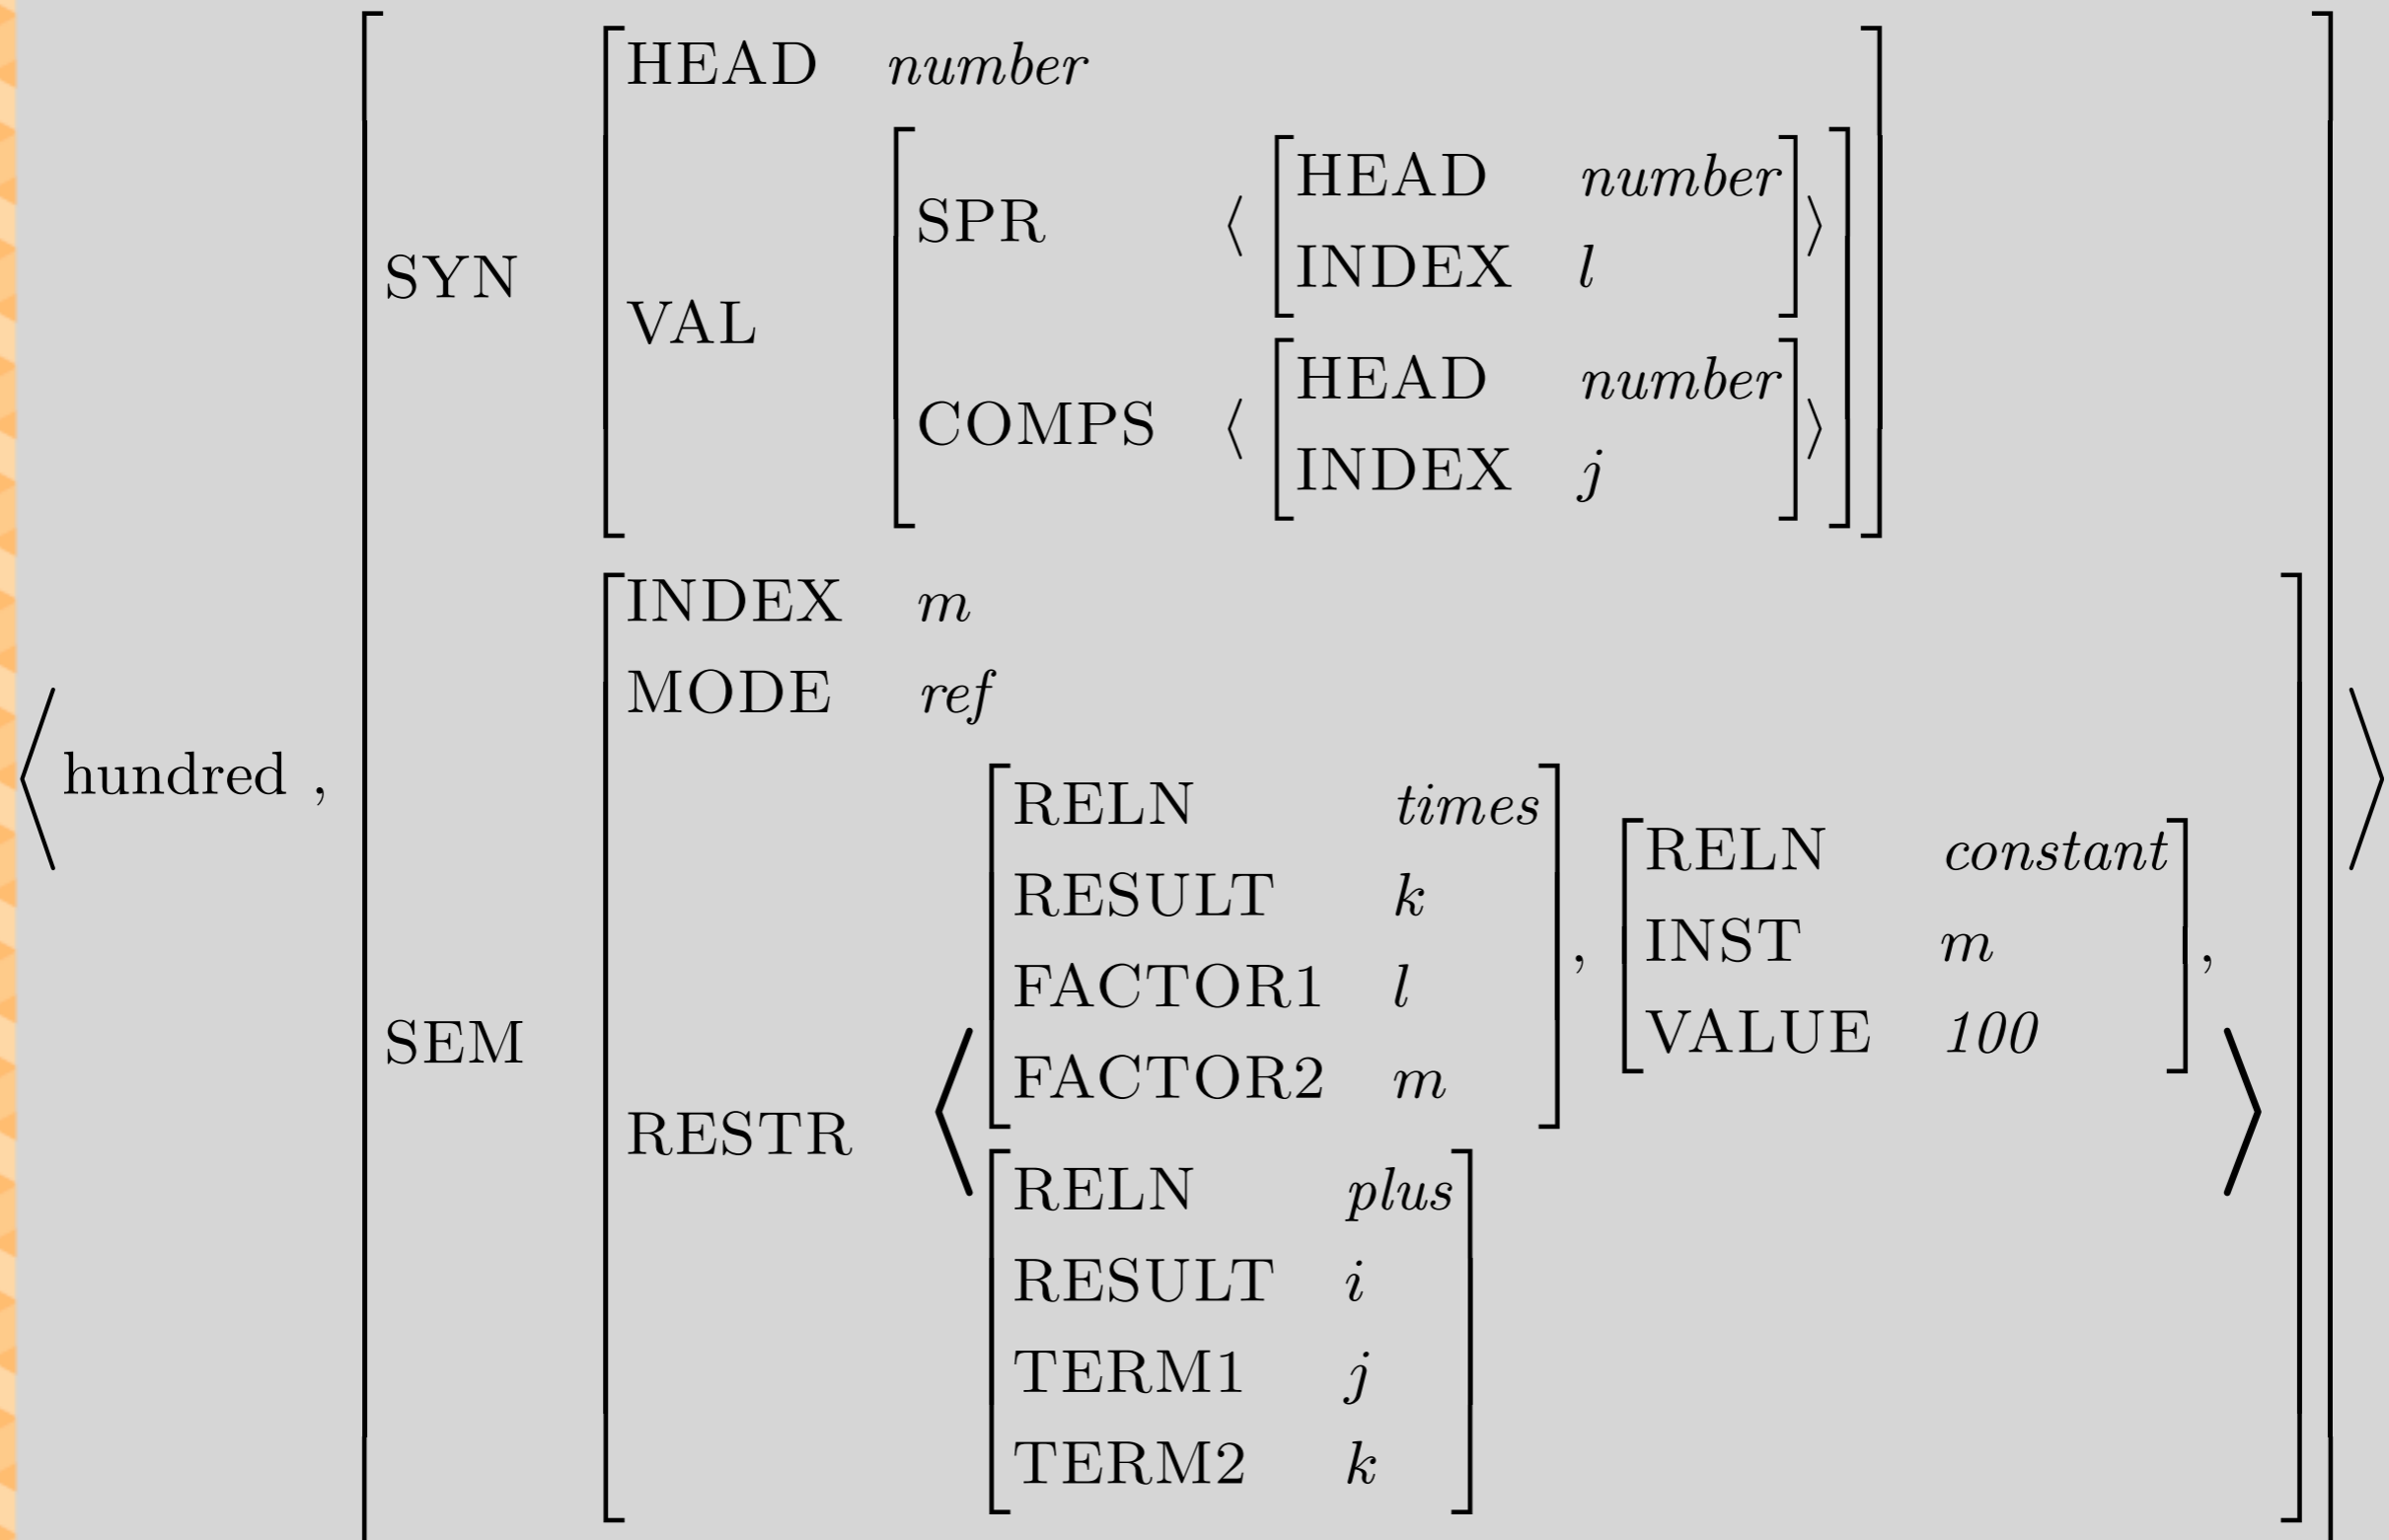 HEAD number
SPR ⟨ [HEAD number
INDEX l] ⟩
SYN
VAL
COMPS ⟨ [HEAD number
INDEX j] ⟩
INDEX m
MODE ref
⟨ hundred ,
RELN times
RESULT k
FACTOR1 l
FACTOR2 m ,
RELN constant
INST m
VALUE 100 ,
SEM
RESTR
RELN plus
RESULT i
TERM1 j
TERM2 k